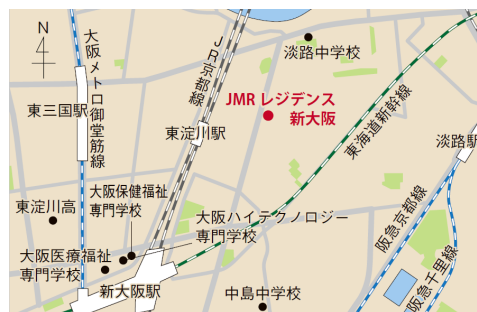 N
大阪メトロ御堂筋線
JR京都線
淡路中学校
JMR レジデンス
新大阪
東三国駅
東淀川駅
東海道新幹線
淡路駅
大阪保健福祉
専門学校
東淀川高
大阪ハイテクノロジー
専門学校
阪急京都線
大阪医療福祉
専門学校
新大阪駅
中島中学校
阪急千里線